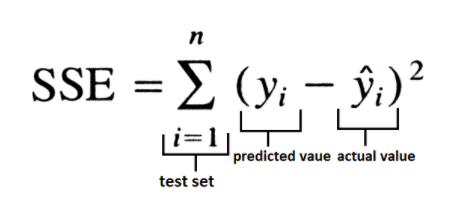 n
SSE = ∑ (yᵢ − ŷᵢ)²
i=1
predicted vaue actual value
test set